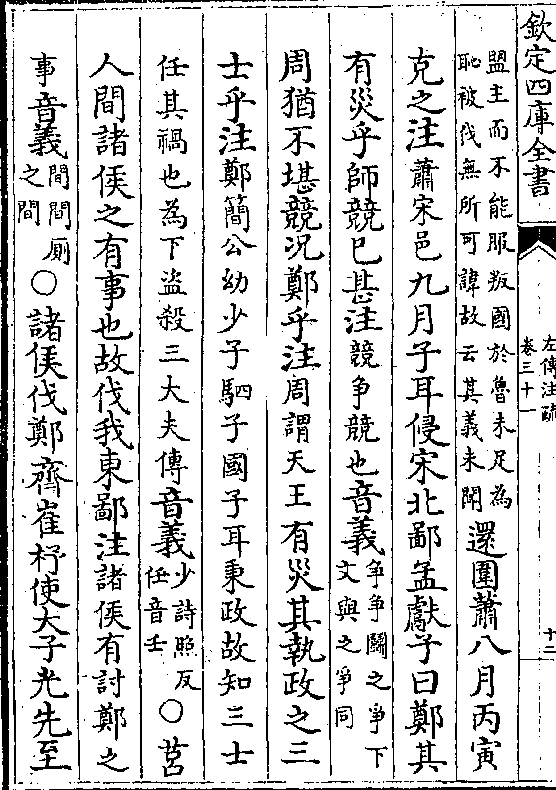 欽定四庫全書
左傳注疏
卷三十一
十二
盟主而不能服叛國於魯未足為
恥被伐無所可諱故云其義未聞
還圍蕭八月丙寅
克之注蕭宋邑九月子耳侵宋北鄙孟獻子曰鄭其
有災乎師競已甚注競爭競也音義
爭爭鬭之爭下
文與之爭同
周猶不堪競况鄭乎注周謂天王有災其執政之三
士乎注鄭簡公幼少子駟子國子耳秉政故知三士
任其禍也為下盜殺三大夫傳音義
少詩照反
任音壬
○莒
人間諸侯之有事也故伐我東鄙注諸侯有討鄭之
事音義
間間厠
之間
○諸侯伐鄭齊崔杼使大子光先至